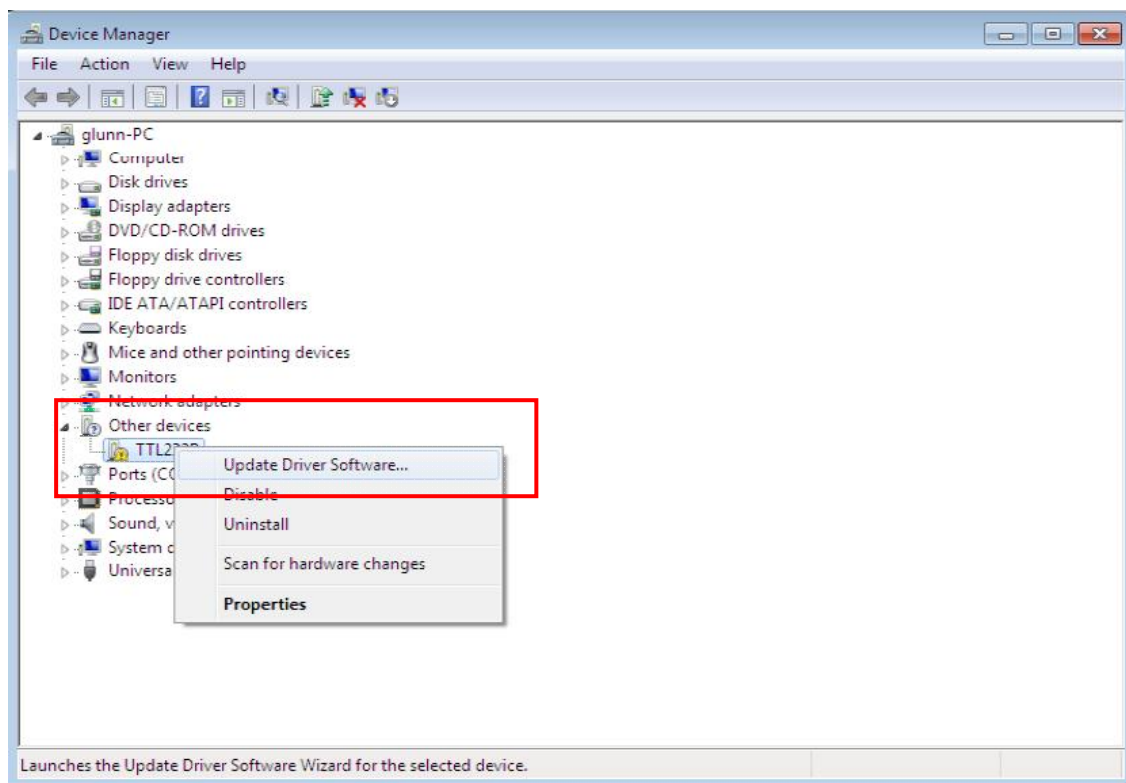 Device Manager
File Action View Help
glunn-PC
Computer
Disk drives
Display adapters
DVD/CD-ROM drives
Floppy disk drives
Floppy drive controllers
IDE ATA/ATAPI controllers
Keyboards
Mice and other pointing devices
Monitors
Network adapters
Other devices
Update Driver Software...
Ports
Disable
Sound,
Uninstall
System
Scan for hardware changes
Properties
Launches the Update Driver Software Wizard for the selected device.